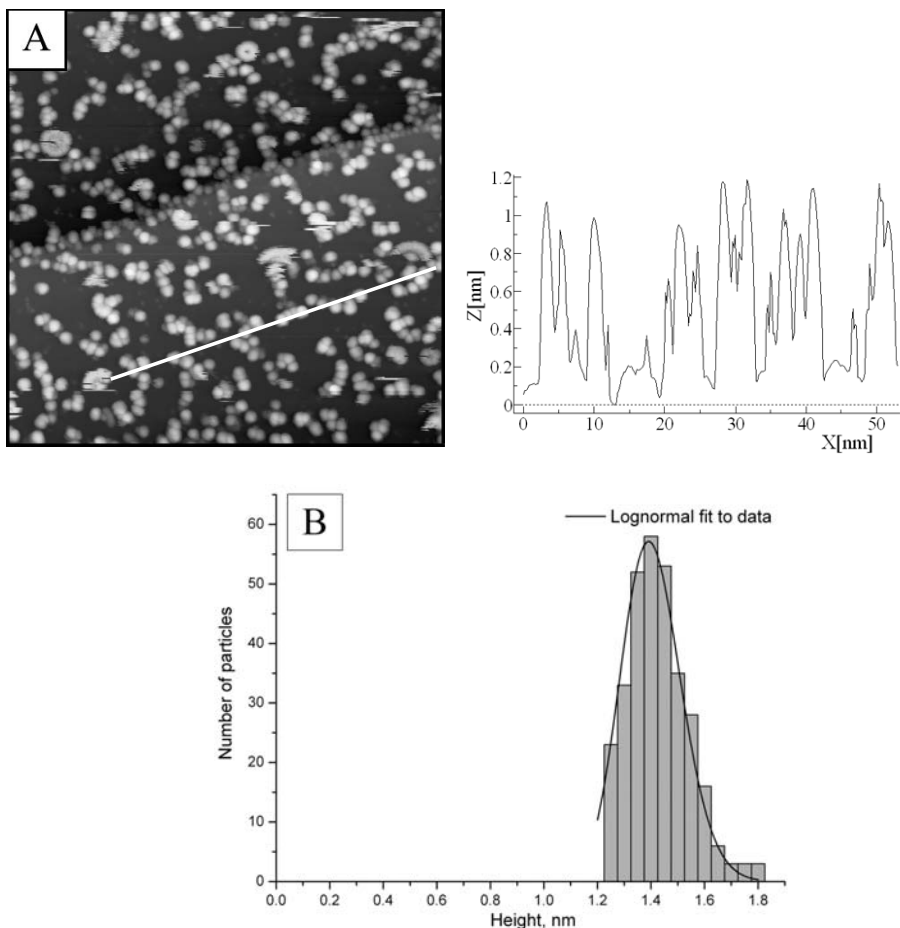 A
1.2
1
0.8
0.6
0.4
0.2
0
Z[nm]
0 10 20 30 40 50
X[nm]
B
Lognormal fit to data
60
50
40
30
20
10
0
Number of particles
0.0 0.2 0.4 0.6 0.8 1.0 1.2 1.4 1.6 1.8
Height, nm